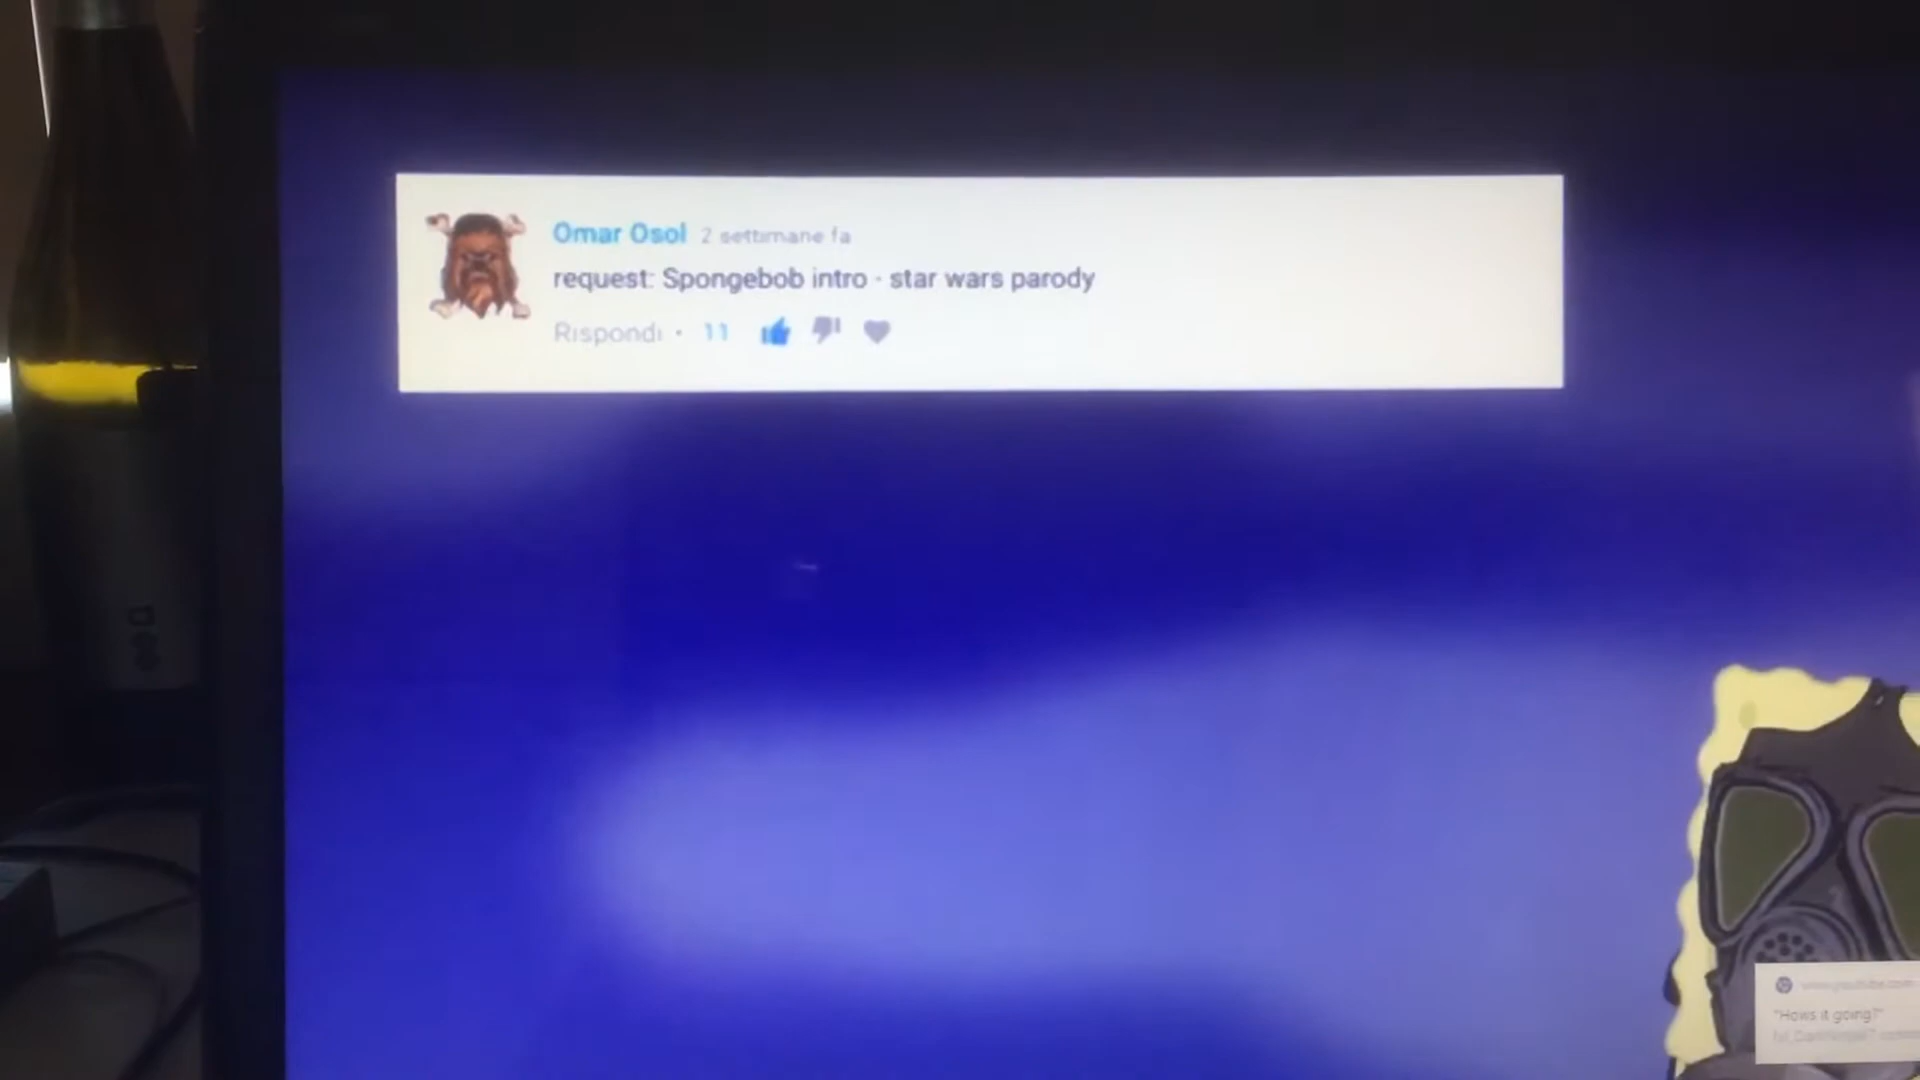 Omar Osol 2 settimane fa
request: Spongebob intro - star wars parody
Rispondi • 11
"Hows it going?"